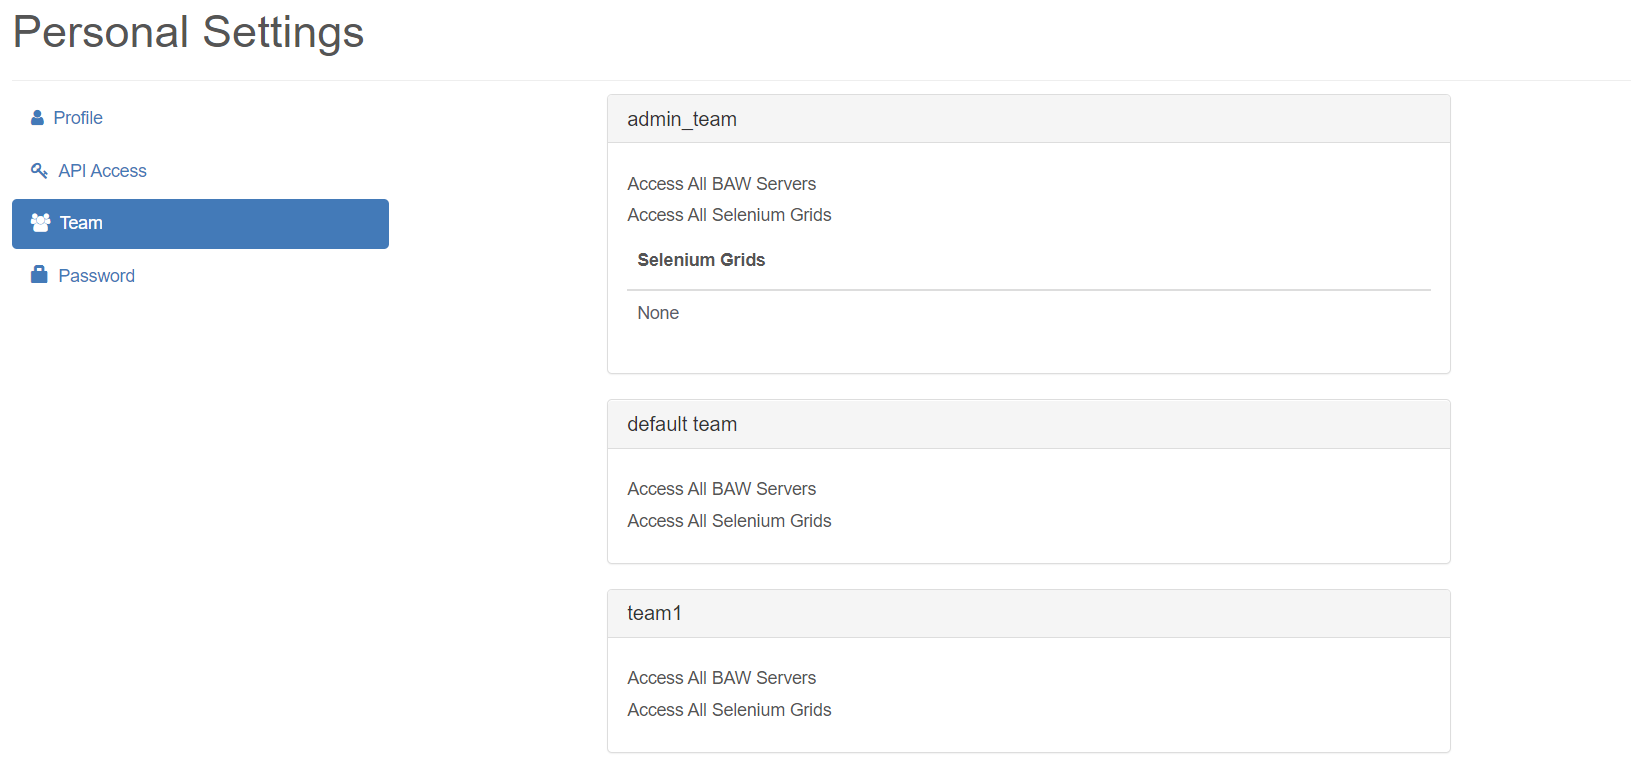 Personal Settings
Profile
API Access
Team
Password
admin_team
Access All BAW Servers
Access All Selenium Grids
Selenium Grids
None
default team
Access All BAW Servers
Access All Selenium Grids
team1
Access All BAW Servers
Access All Selenium Grids